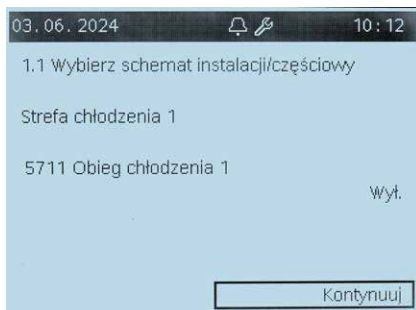 03.06.2024 10:12
1.1 Wybierz schemat instalacji/częściowy
Strefa chłodzenia 1
5711 Obieg chłodzenia 1
Wył.
Kontynuuj